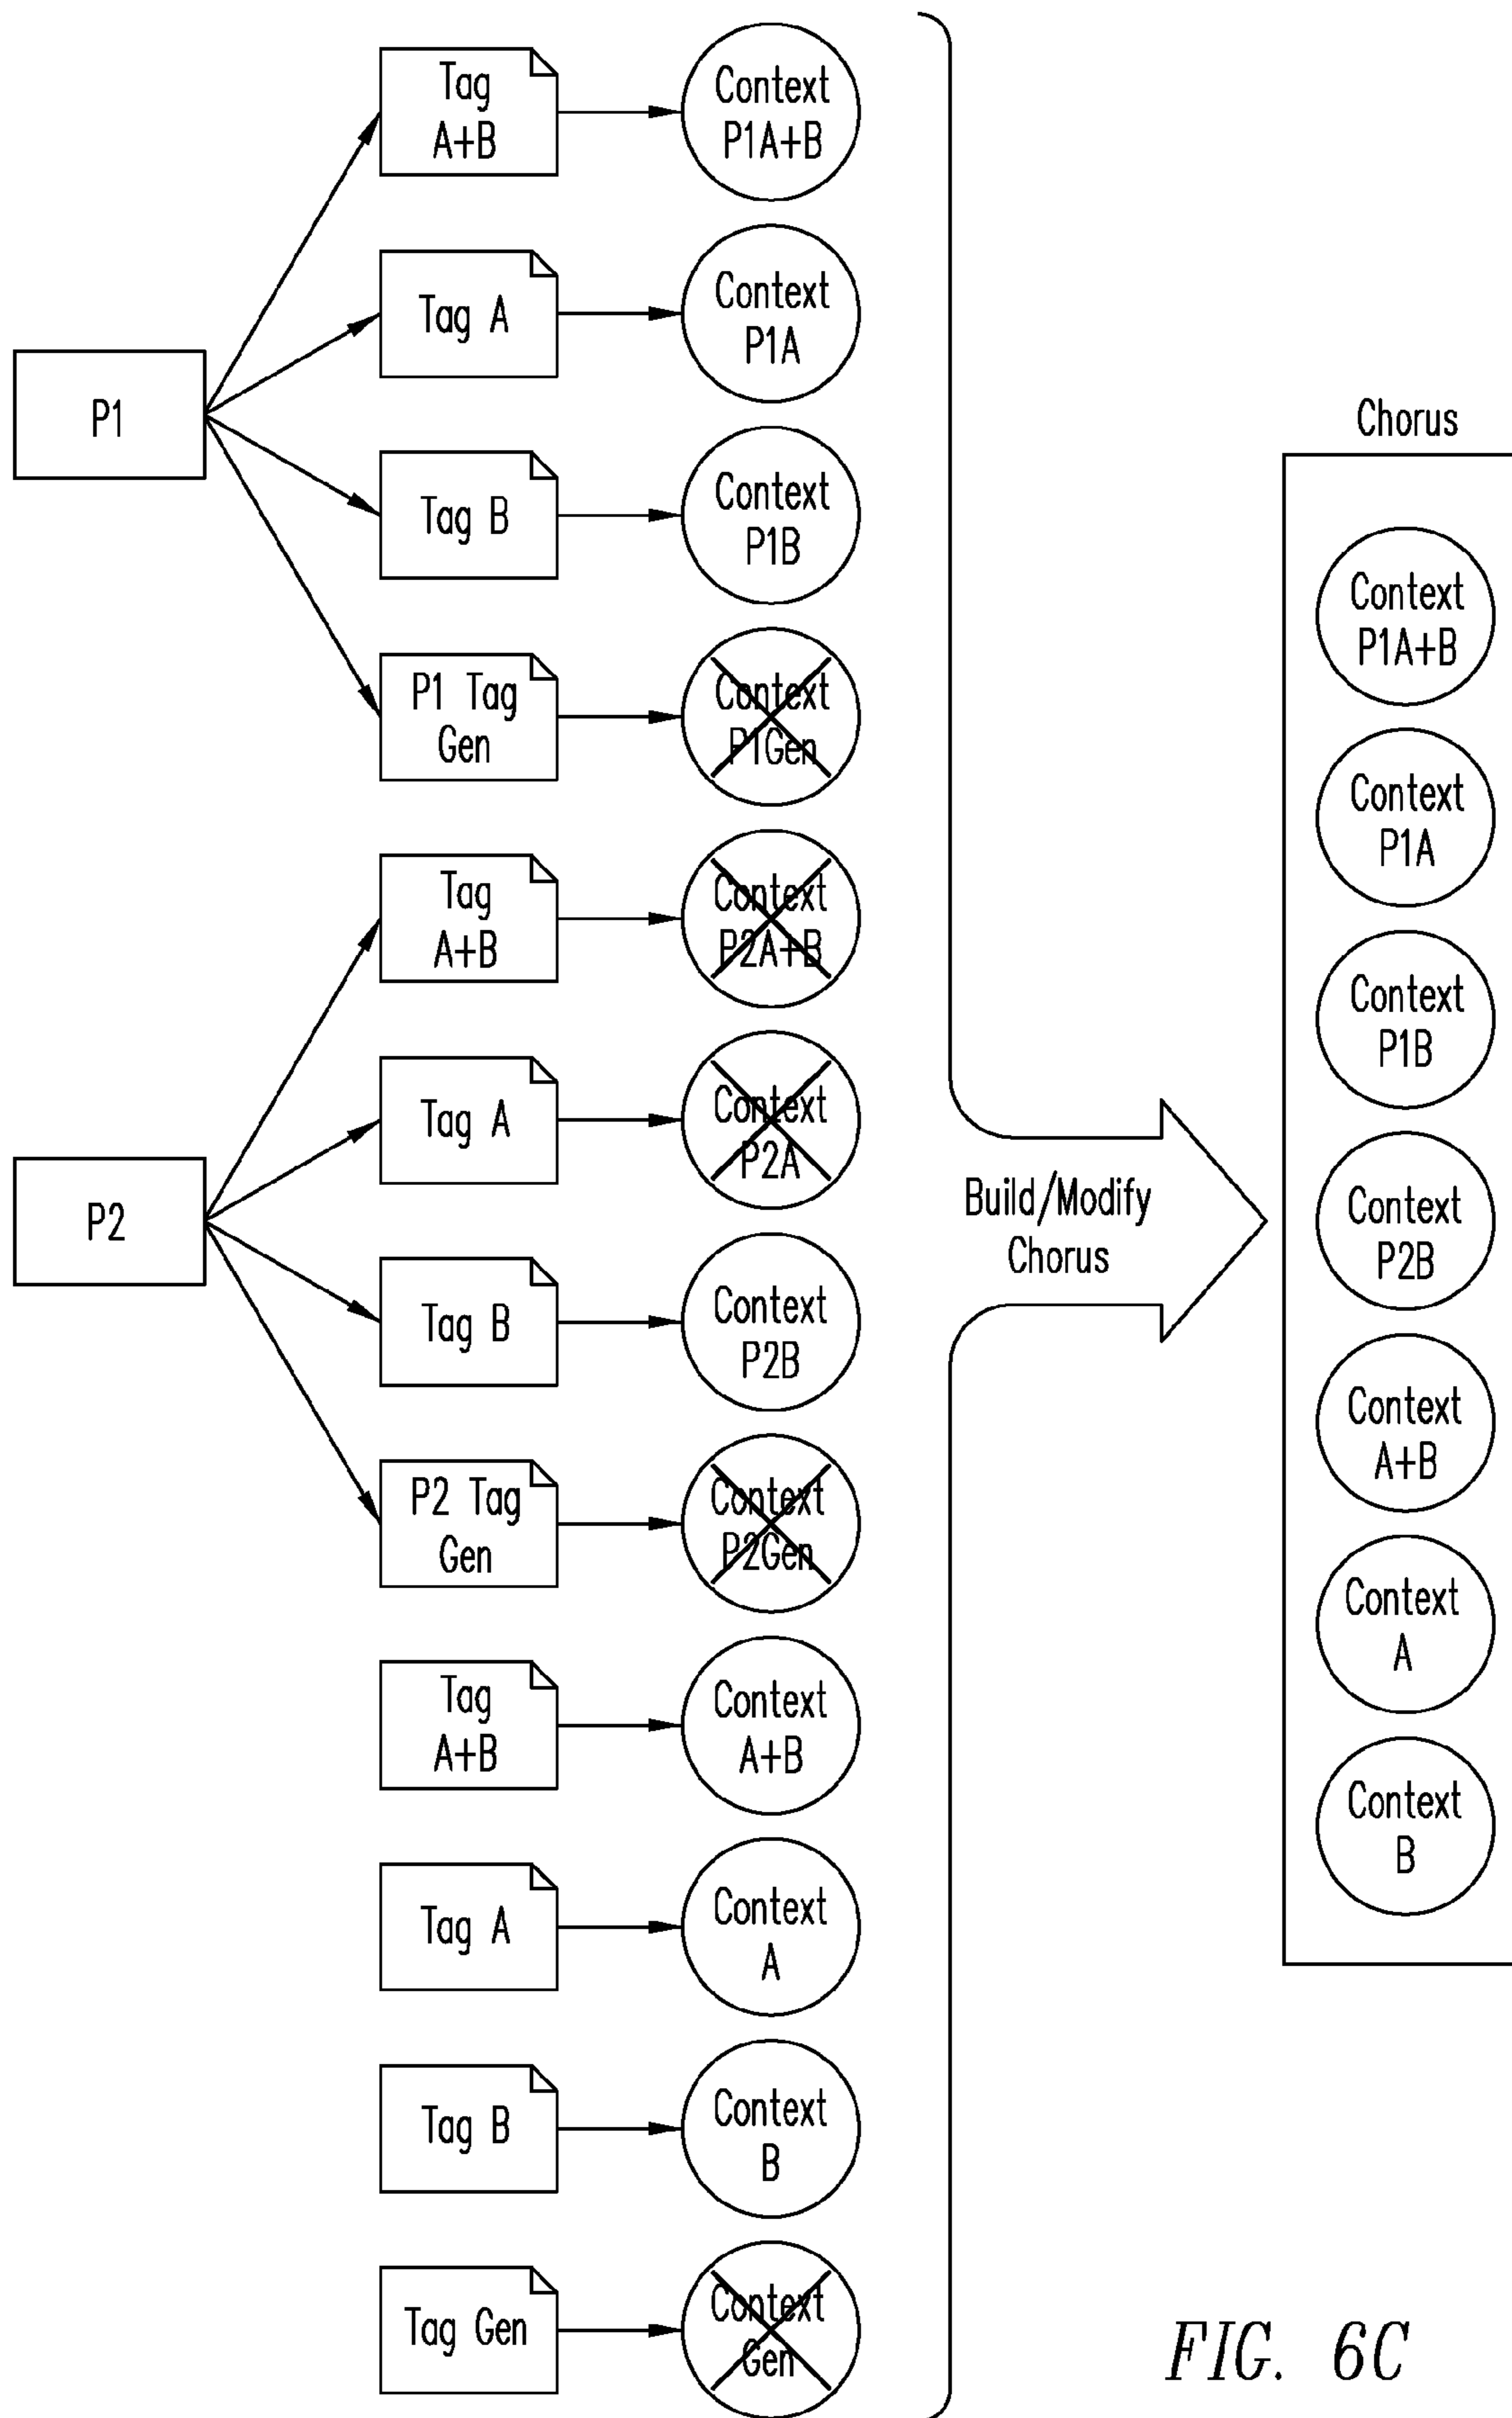 Tag
A+B
Context
P1A+B
Tag A
Context
P1A
P1
Tag B
Context
P1B
P1 Tag
Gen
Context
P1Gen
Tag
A+B
Context
P2A+B
Tag A
Context
P2A
P2
Tag B
Context
P2B
P2 Tag
Gen
Context
P2Gen
Tag
A+B
Context
A+B
Tag A
Context
A
Tag B
Context
B
Tag Gen
Context
Gen
Build/Modify
Chorus
Chorus
Context
P1A+B
Context
P1A
Context
P1B
Context
P2B
Context
A+B
Context
A
Context
B
FIG. 6C